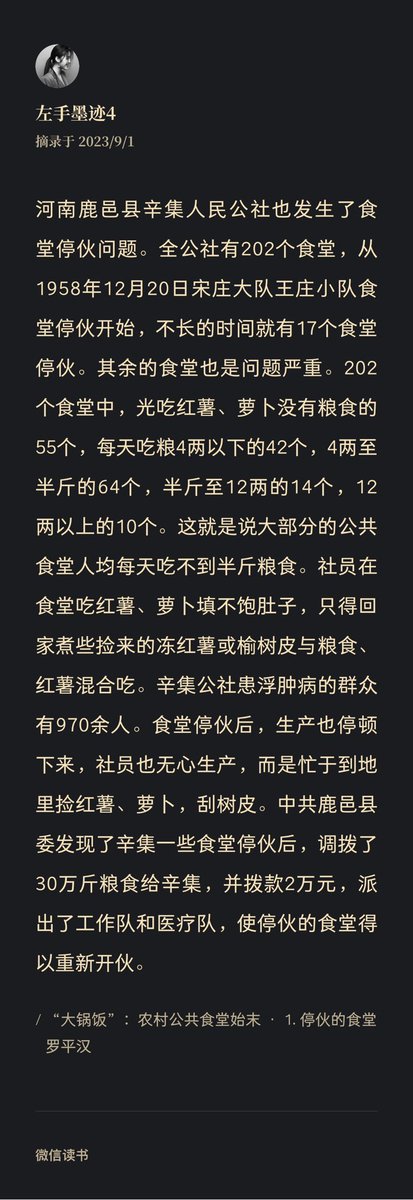 左手墨迹4
摘录于 2023/9/1
河南鹿邑县辛集人民公社也发生了食
堂停伙问题。全公社有202个食堂，从
1958年12月20日宋庄大队王庄小队食
堂停伙开始，不长的时间就有17个食堂
停伙。其余的食堂也是问题严重。202
个食堂中，光吃红薯、萝卜没有粮食的
55个，每天吃粮4两以下的42个，4两至
半斤的64个，半斤至12两的14个，12
两以上的10个。这就是说大部分的公共
食堂人均每天吃不到半斤粮食。社员在
食堂吃红薯、萝卜填不饱肚子，只得回
家煮些捡来的冻红薯或榆树皮与粮食、
红薯混合吃。辛集公社患浮肿病的群众
有970余人。食堂停伙后，生产也停顿
下来，社员也无心生产，而是忙于到地
里捡红薯、萝卜，刮树皮。中共鹿邑县
委发现了辛集一些食堂停伙后，调拨了
30万斤粮食给辛集，并拨款2万元，派
出了工作队和医疗队，使停伙的食堂得
以重新开伙。
/ “大锅饭”：农村公共食堂始末 · 1. 停伙的食堂
罗平汉
微信读书